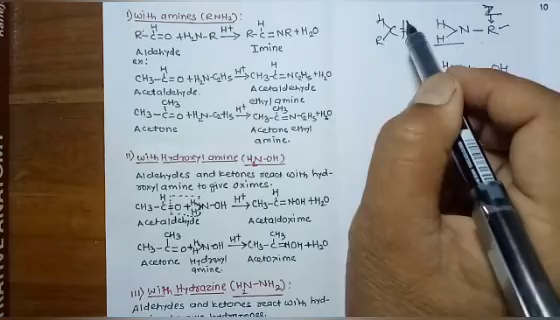 I) With amines (RNH₂):
H H
R-C=O + H₂N-R H⁺→ R-C=NR + H₂O
Aldahyde Imine
ex:
H H
CH₃-C=O + H₂N-C₂H₅ H⁺→ CH₃-C=NC₂H₅ + H₂O
Acetaldehyde. Acetaldehyde
ethyl amine
CH₃ CH₃
CH₃-C=O + H₂N-C₂H₅ H⁺→ CH₃-C=N-C₂H₅ + H₂O
Acetone Acetone ethyl
amine.
II) With Hydroxyl amine (H₂N-OH)
Aldehydes and ketones react with hyd-
roxyl amine to give oximes.
H H
CH₃-C=O + H₂N-OH H⁺→ CH₃-C=NOH + H₂O
Acetaldehyde Acetaldoxime
CH₃ CH₃
CH₃-C=O + H₂N-OH H⁺→ CH₃-C=NOH + H₂O
Acetone Hydroxyl Acetoxime
amine.
III) With Hydrazine (H₂N-NH₂):
Aldehydes and ketones react with hyd-
H
R C
H
H N-R
10